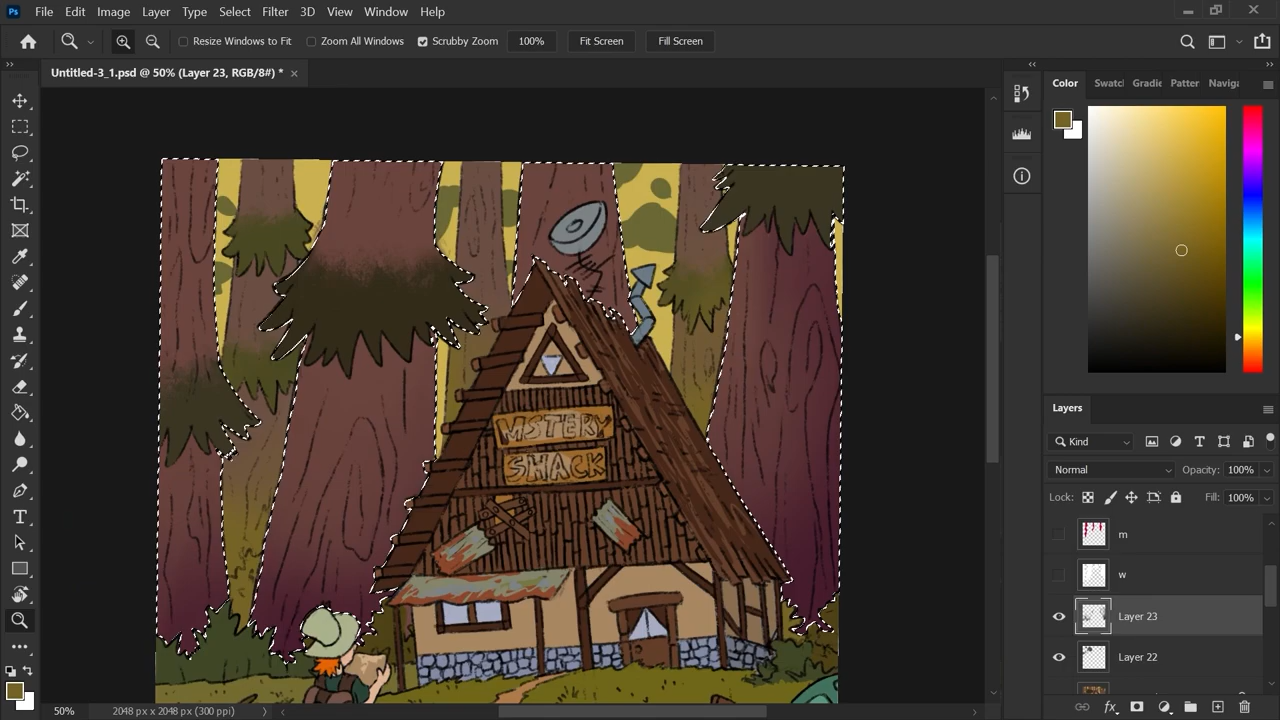 Ps File Edit Image Layer Type Select Filter 3D View Window Help
Resize Windows to Fit Zoom All Windows Scrubby Zoom 100% Fit Screen Fill Screen
Untitled-3_1.psd @ 50% (Layer 23, RGB/8#) *
Color Swatc Gradie Patter Naviga
MSTERY
SHACK
Layers
Kind
Normal Opacity: 100%
Lock: Fill: 100%
m
w
Layer 23
Layer 22
50% 2048 px x 2048 px (300 ppi)